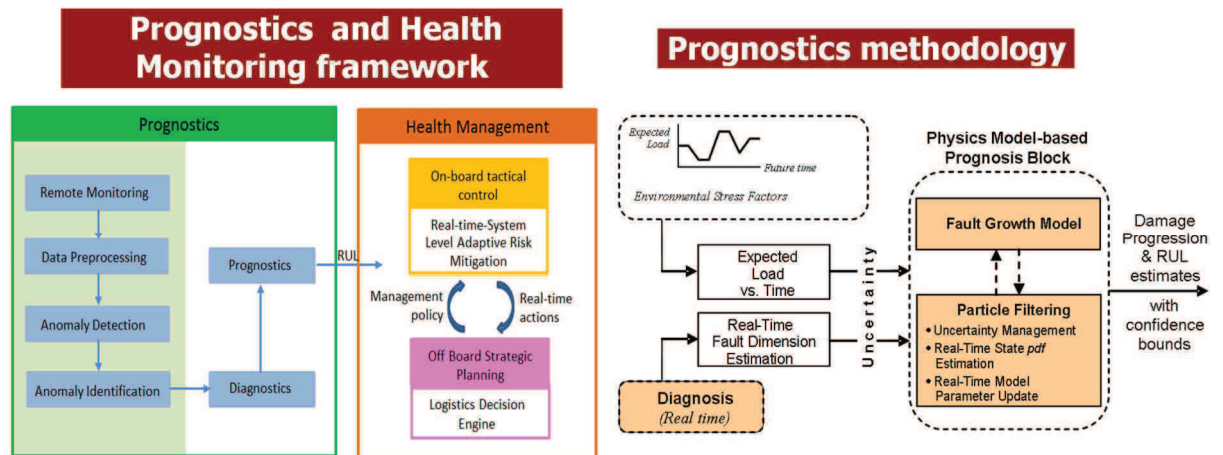 Prognostics and Health
Monitoring framework
Prognostics
Remote Monitoring
Data Preprocessing
Anomaly Detection
Anomaly Identification
Prognostics
Diagnostics
RUL
Health Management
On-board tactical
control
Real-time-System
Level Adaptive Risk
Mitigation
Management
policy
Real-time
actions
Off Board Strategic
Planning
Logistics Decision
Engine
Prognostics methodology
Expected
Load
Future time
Environmental Stress Factors
Expected
Load
vs. Time
Real-Time
Fault Dimension
Estimation
Diagnosis
(Real time)
Uncertainty
Physics Model-based
Prognosis Block
Fault Growth Model
Particle Filtering
• Uncertainty Management
• Real-Time State pdf
Estimation
• Real-Time Model
Parameter Update
Damage
Progression
& RUL
estimates
with
confidence
bounds